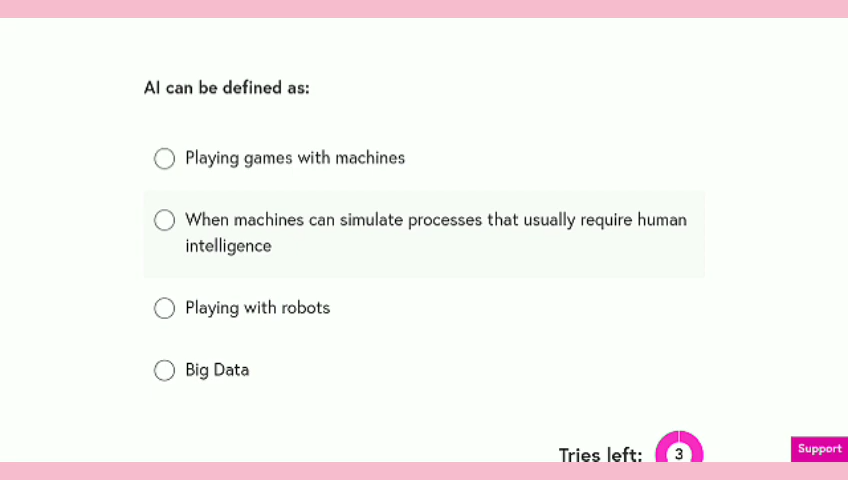 AI can be defined as:
Playing games with machines
When machines can simulate processes that usually require human
intelligence
Playing with robots
Big Data
Tries left: 3
Support